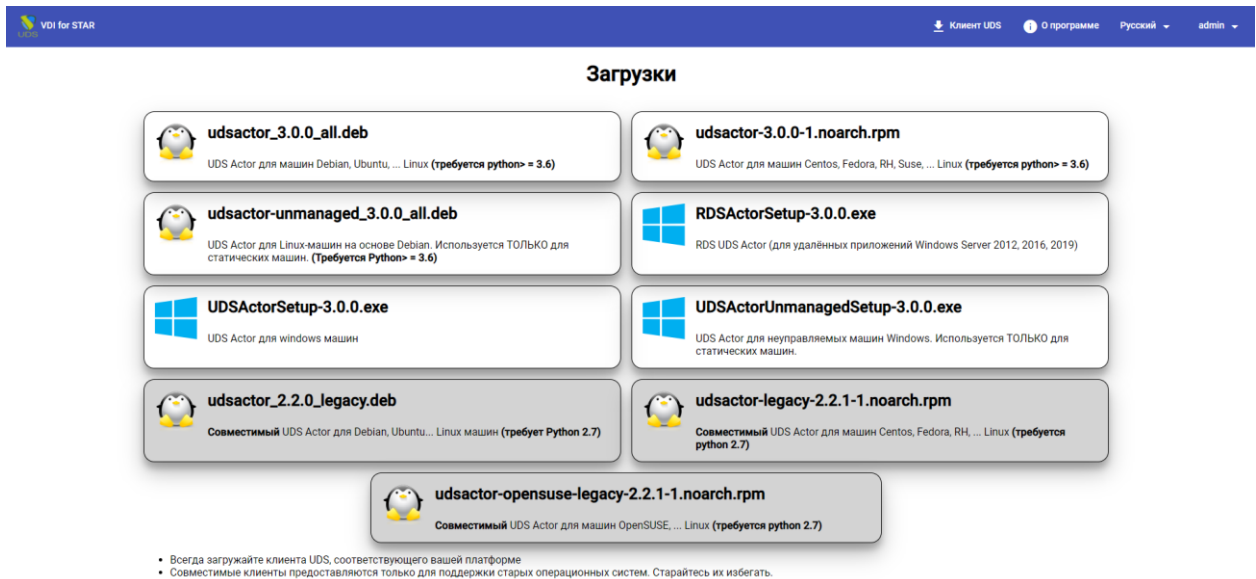 UDS
VDI for STAR
Клиент UDS
О программе
Русский
admin
Загрузки
udsactor_3.0.0_all.deb
UDS Actor для машин Debian, Ubuntu, ... Linux (требуется python> = 3.6)
udsactor-3.0.0-1.noarch.rpm
UDS Actor для машин Centos, Fedora, RH, Suse, ... Linux (требуется python> = 3.6)
udsactor-unmanaged_3.0.0_all.deb
UDS Actor для Linux-машин на основе Debian. Используется ТОЛЬКО для
статических машин. (Требуется Python> = 3.6)
RDSActorSetup-3.0.0.exe
RDS UDS Actor (для удалённых приложений Windows Server 2012, 2016, 2019)
UDSActorSetup-3.0.0.exe
UDS Actor для windows машин
UDSActorUnmanagedSetup-3.0.0.exe
UDS Actor для неуправляемых машин Windows. Используется ТОЛЬКО для
статических машин.
udsactor_2.2.0_legacy.deb
Совместимый UDS Actor для Debian, Ubuntu... Linux машин (требует Python 2.7)
udsactor-legacy-2.2.1-1.noarch.rpm
Совместимый UDS Actor для машин Centos, Fedora, RH, ... Linux (требуется
python 2.7)
udsactor-opensuse-legacy-2.2.1-1.noarch.rpm
Совместимый UDS Actor для машин OpenSUSE, ... Linux (требуется python 2.7)
• Всегда загружайте клиента UDS, соответствующего вашей платформе
• Совместимые клиенты предоставляются только для поддержки старых операционных систем. Старайтесь их избегать.